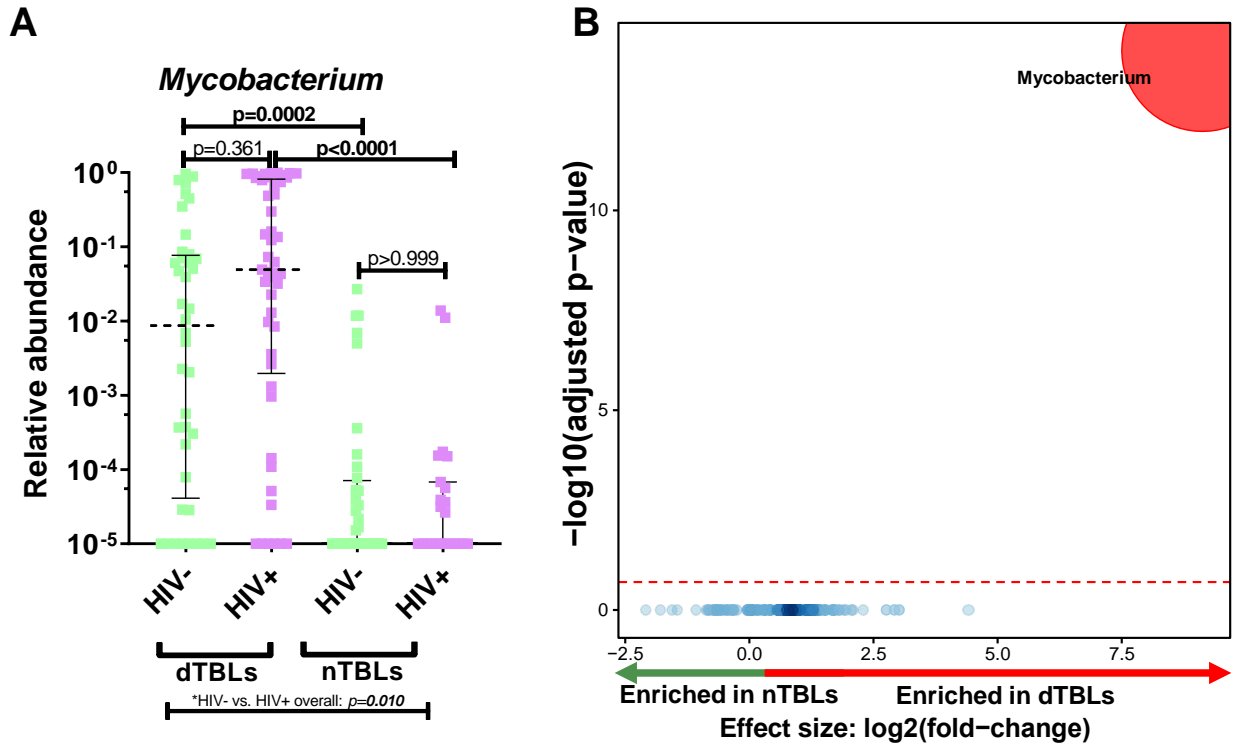 A
Mycobacterium
p=0.0002
p=0.361
p<0.0001
p>0.999
Relative abundance
10^0
10^-1
10^-2
10^-3
10^-4
10^-5
HIV-
HIV+
HIV-
HIV+
dTBLs
nTBLs
*HIV- vs. HIV+ overall: p=0.010
B
Mycobacterium
−log10(adjusted p−value)
10
5
0
−2.5
0.0
2.5
5.0
7.5
Enriched in nTBLs
Enriched in dTBLs
Effect size: log2(fold−change)